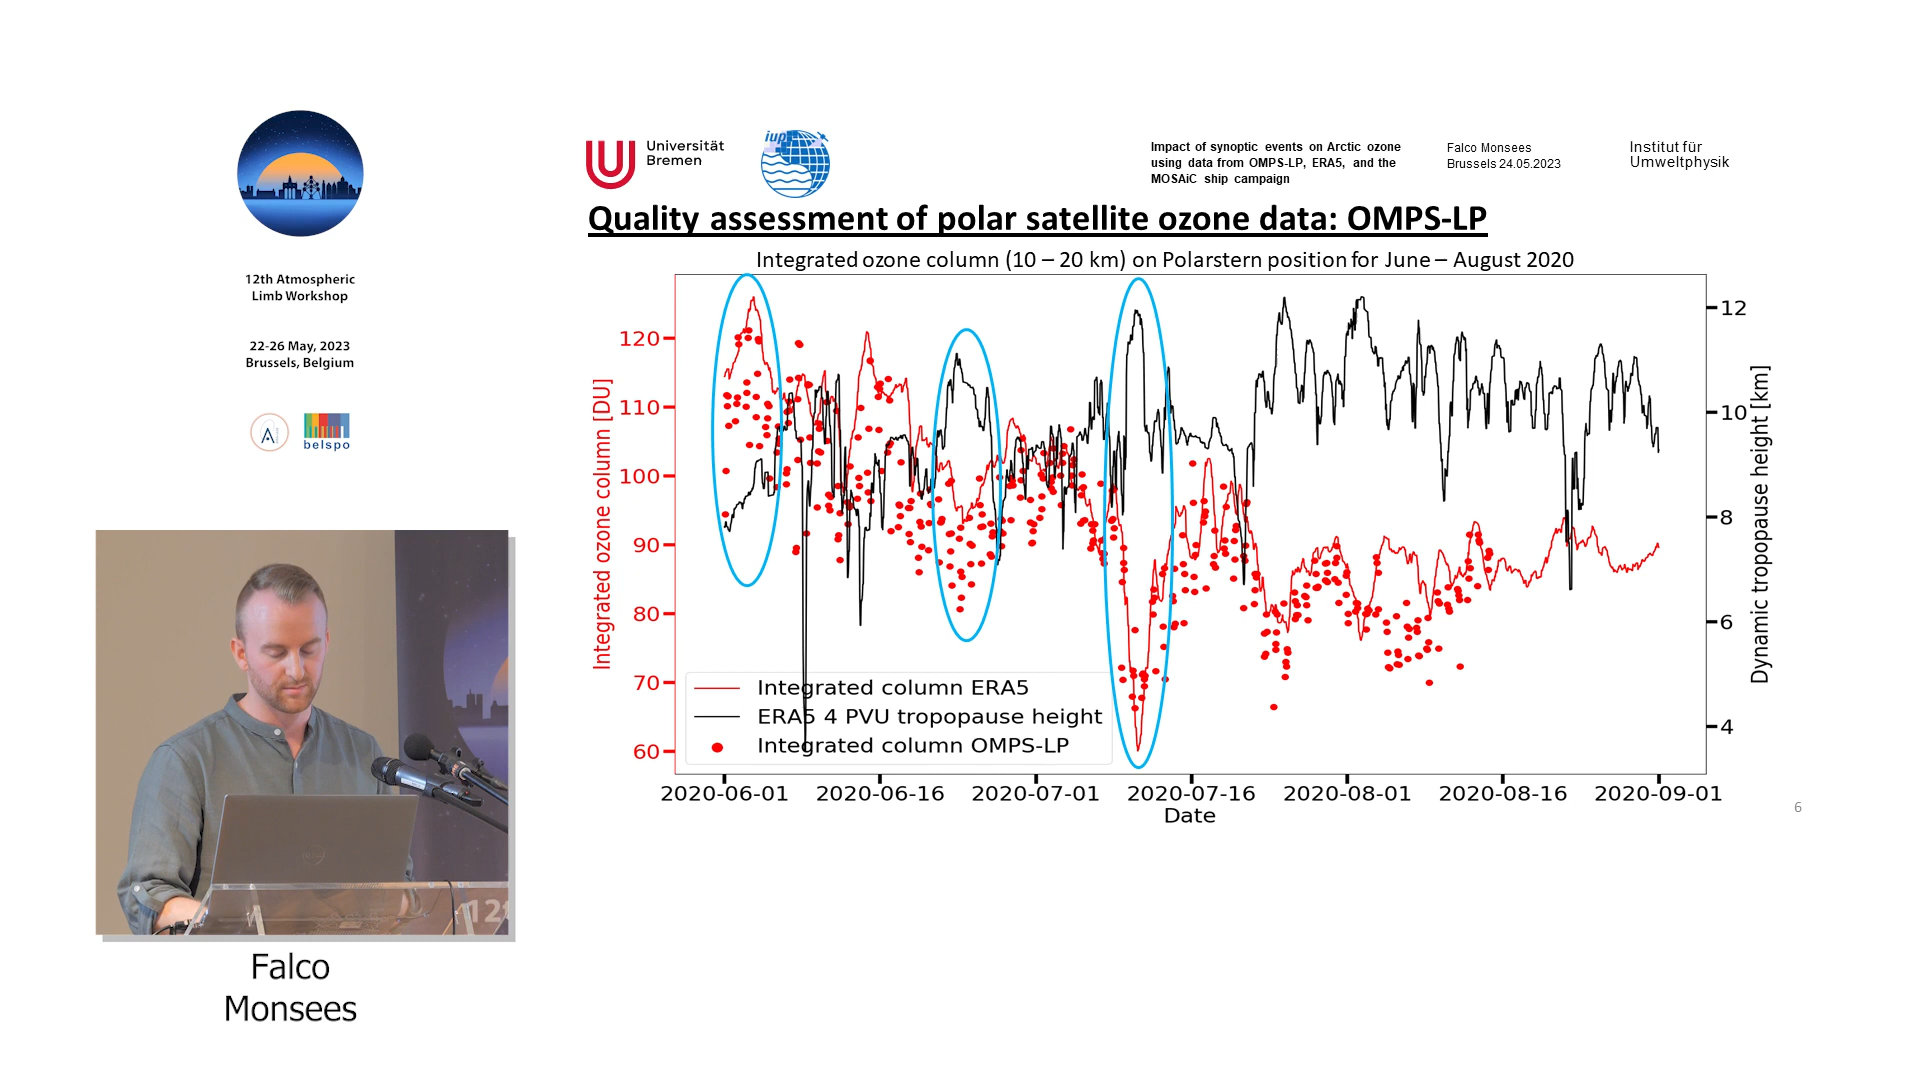 12th Atmospheric
Limb Workshop
22-26 May, 2023
Brussels, Belgium
A
belspo
Universität
Bremen
iup
Impact of synoptic events on Arctic ozone
using data from OMPS-LP, ERA5, and the
MOSAiC ship campaign
Falco Monsees
Brussels 24.05.2023
Institut für
Umweltphysik
Quality assessment of polar satellite ozone data: OMPS-LP
Integrated ozone column (10 – 20 km) on Polarstern position for June – August 2020
Integrated ozone column [DU]
120
110
100
90
80
70
60
12
10
8
6
4
Dynamic tropopause height [km]
Integrated column ERA5
ERA5 4 PVU tropopause height
Integrated column OMPS-LP
2020-06-01 2020-06-16 2020-07-01 2020-07-16 2020-08-01 2020-08-16 2020-09-01
Date
6
12t
Falco
Monsees